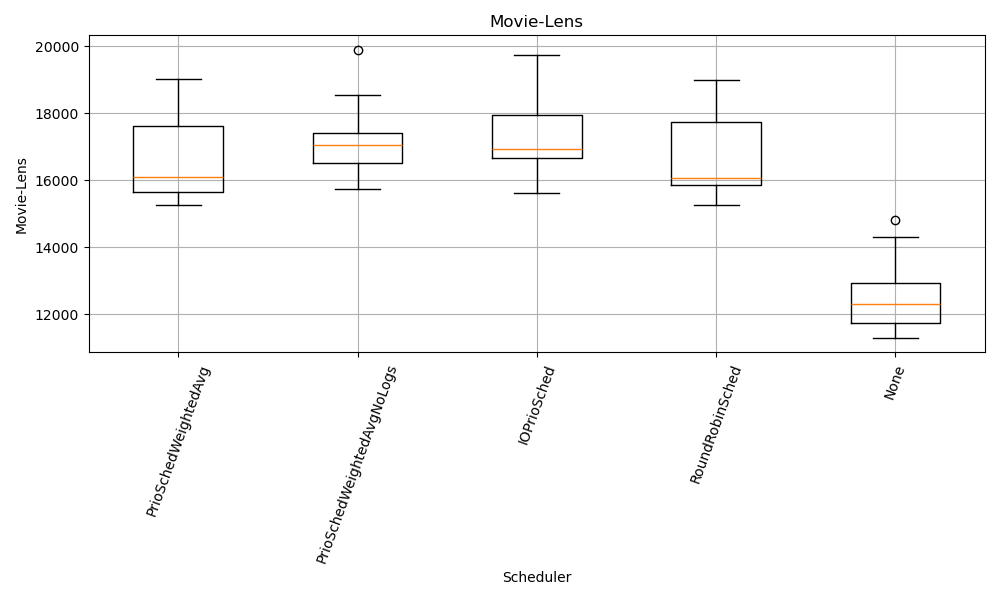 Movie-Lens
Movie-Lens
20000
18000
16000
14000
12000
PrioSchedWeightedAvg
PrioSchedWeightedAvgNoLogs
IOPrioSched
RoundRobinSched
None
Scheduler